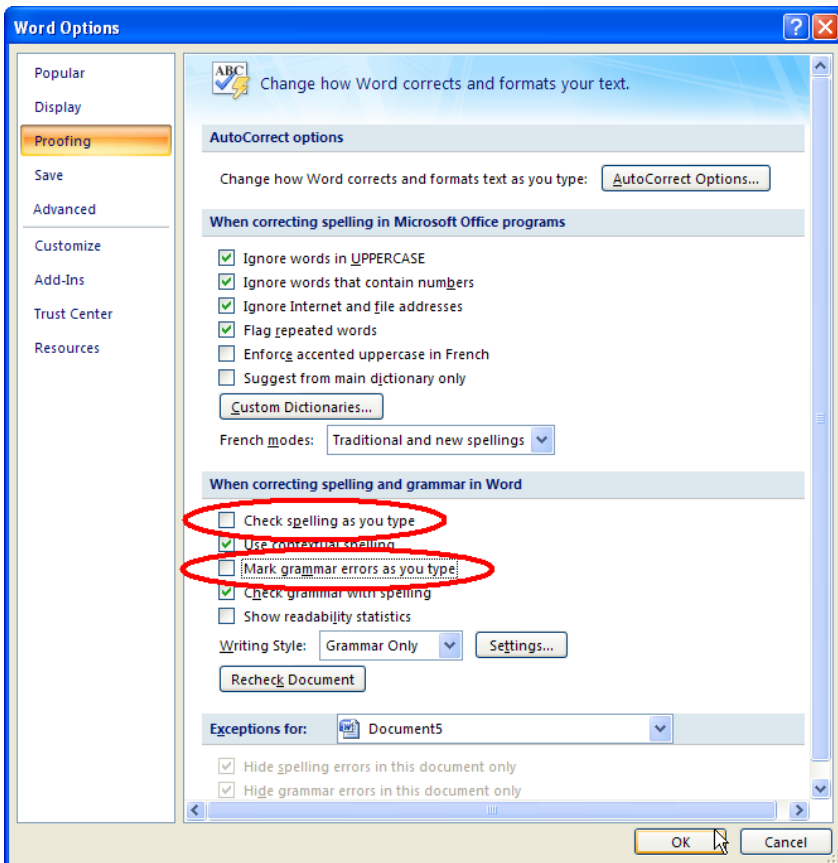 Word Options
Popular
Display
Proofing
Save
Advanced
Customize
Add-Ins
Trust Center
Resources
ABC
Change how Word corrects and formats your text.
AutoCorrect options
Change how Word corrects and formats text as you type: AutoCorrect Options...
When correcting spelling in Microsoft Office programs
Ignore words in UPPERCASE
Ignore words that contain numbers
Ignore Internet and file addresses
Flag repeated words
Enforce accented uppercase in French
Suggest from main dictionary only
Custom Dictionaries...
French modes: Traditional and new spellings
When correcting spelling and grammar in Word
Check spelling as you type
Use contextual spelling
Mark grammar errors as you type
Check grammar with spelling
Show readability statistics
Writing Style: Grammar Only Settings...
Recheck Document
Exceptions for: Document5
Hide spelling errors in this document only
Hide grammar errors in this document only
OK Cancel